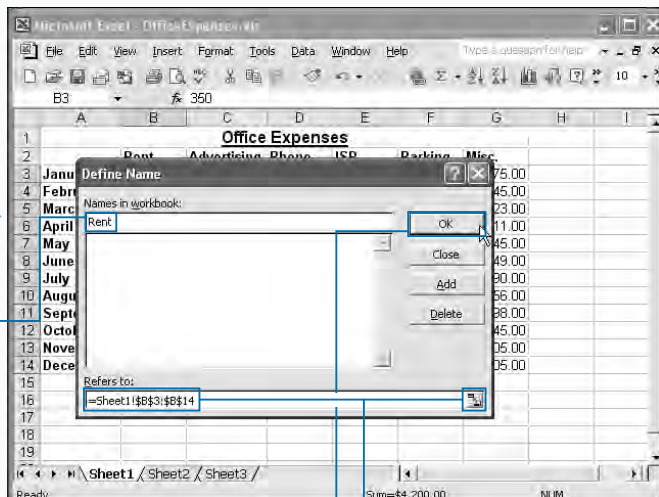 Microsoft Excel - OfficeExpenses.xls
File Edit View Insert Format Tools Data Window Help Type a question for help
10
B3 fx 350
A B C D E F G H I
1 Office Expenses
2 Rent Advertising Phone ISP Parking Misc.
3 Janu 75.00
4 Febr 45.00
5 Marc 23.00
6 April 11.00
7 May 45.00
8 June 49.00
9 July 90.00
10 Augu 56.00
11 Septe 98.00
12 Octo 45.00
13 Nove 05.00
14 Dece 05.00
15
16
17
18
19
Define Name
Names in workbook:
Rent
OK
Close
Add
Delete
Refers to:
=Sheet1!$B$3:$B$14
Sheet1 Sheet2 Sheet3
Ready Sum=$4,200.00 NUM